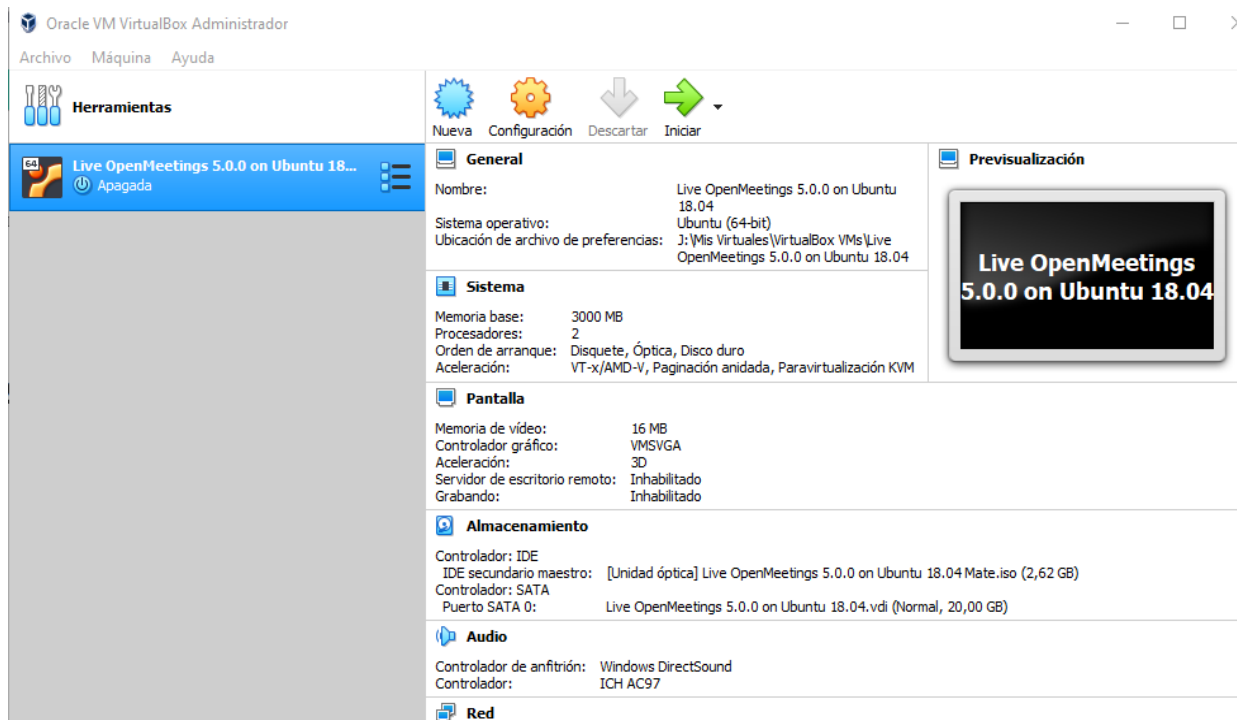 Oracle VM VirtualBox Administrador
Archivo Máquina Ayuda
Herramientas
Nueva Configuración Descartar Iniciar
64
Live OpenMeetings 5.0.0 on Ubuntu 18...
Apagada
General
Nombre: Live OpenMeetings 5.0.0 on Ubuntu
18.04
Sistema operativo: Ubuntu (64-bit)
Ubicación de archivo de preferencias: J:\Mis Virtuales\VirtualBox VMs\Live
OpenMeetings 5.0.0 on Ubuntu 18.04
Previsualización
Live OpenMeetings
5.0.0 on Ubuntu 18.04
Sistema
Memoria base: 3000 MB
Procesadores: 2
Orden de arranque: Disquete, Óptica, Disco duro
Aceleración: VT-x/AMD-V, Paginación anidada, Paravirtualización KVM
Pantalla
Memoria de vídeo: 16 MB
Controlador gráfico: VMSVGA
Aceleración: 3D
Servidor de escritorio remoto: Inhabilitado
Grabando: Inhabilitado
Almacenamiento
Controlador: IDE
IDE secundario maestro: [Unidad óptica] Live OpenMeetings 5.0.0 on Ubuntu 18.04 Mate.iso (2,62 GB)
Controlador: SATA
Puerto SATA 0: Live OpenMeetings 5.0.0 on Ubuntu 18.04.vdi (Normal, 20,00 GB)
Audio
Controlador de anfitrión: Windows DirectSound
Controlador: ICH AC97
Red